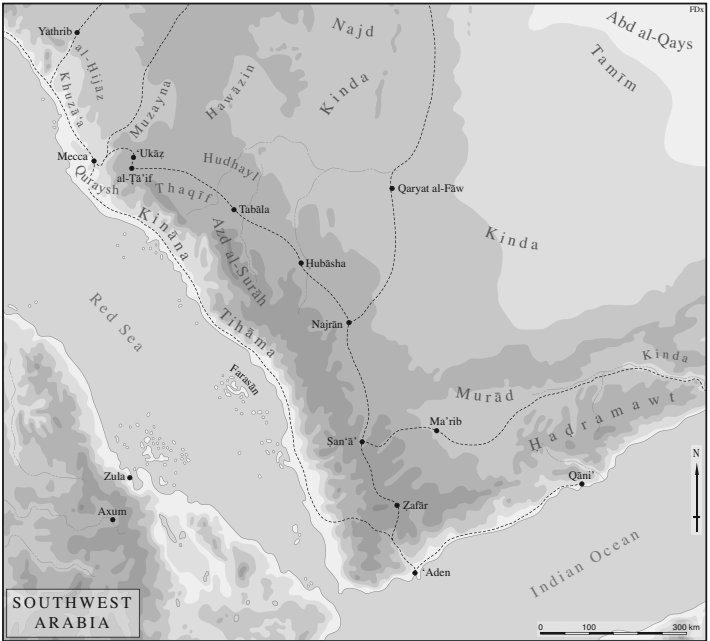 FDx
Yathrib
Najd
Abd al-Qays
al-Hijāz
Tamīm
Khuzā'a
Muzayna
Hawāzin
Kinda
Mecca
'Ukāẓ
al-Ṭā'if
Hudhayl
Quraysh
Thaqīf
Qaryat al-Fāw
Tabāla
Kināna
Azd al-Surāh
Kinda
Hubāsha
Red Sea
Tihāma
Najrān
Farasān
Kinda
Murād
Ma'rib
Hadramawt
Ṣan'ā'
N
Zula
Qāni'
Axum
Ẓafār
Indian Ocean
'Aden
SOUTHWEST
ARABIA
0 100 300 km